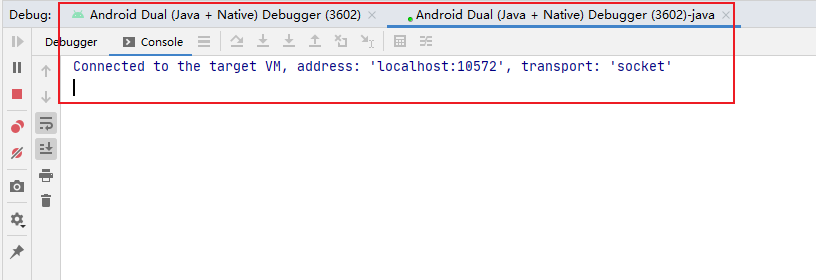 Debug: Android Dual (Java + Native) Debugger (3602) Android Dual (Java + Native) Debugger (3602)-java
Debugger Console
Connected to the target VM, address: 'localhost:10572', transport: 'socket'